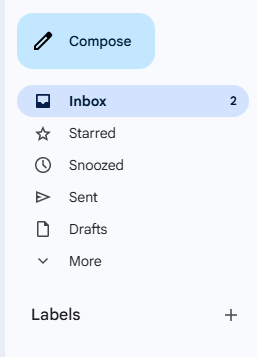 Compose
Inbox 2
Starred
Snoozed
Sent
Drafts
More
Labels